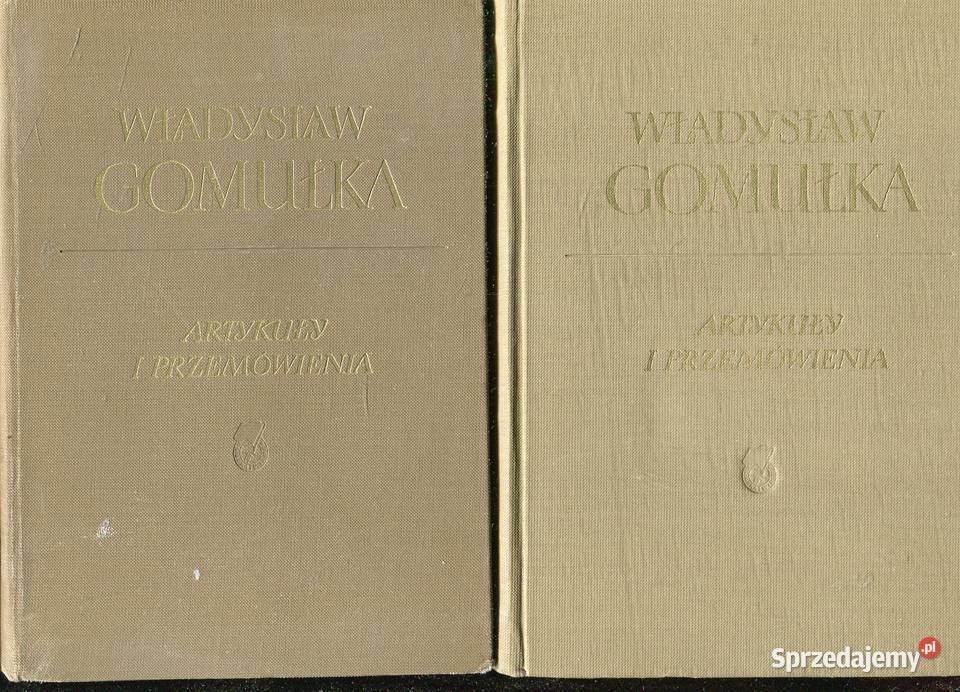 WŁADYSŁAW
GOMUŁKA
ARTYKUŁY
I PRZEMÓWIENIA
WŁADYSŁAW
GOMUŁKA
ARTYKUŁY
I PRZEMÓWIENIA
Sprzedajemy.pl